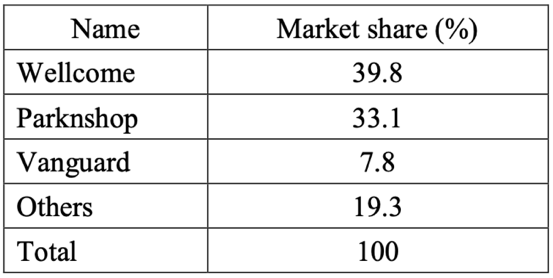 Name Market share (%)
Wellcome 39.8
Parknshop 33.1
Vanguard 7.8
Others 19.3
Total 100